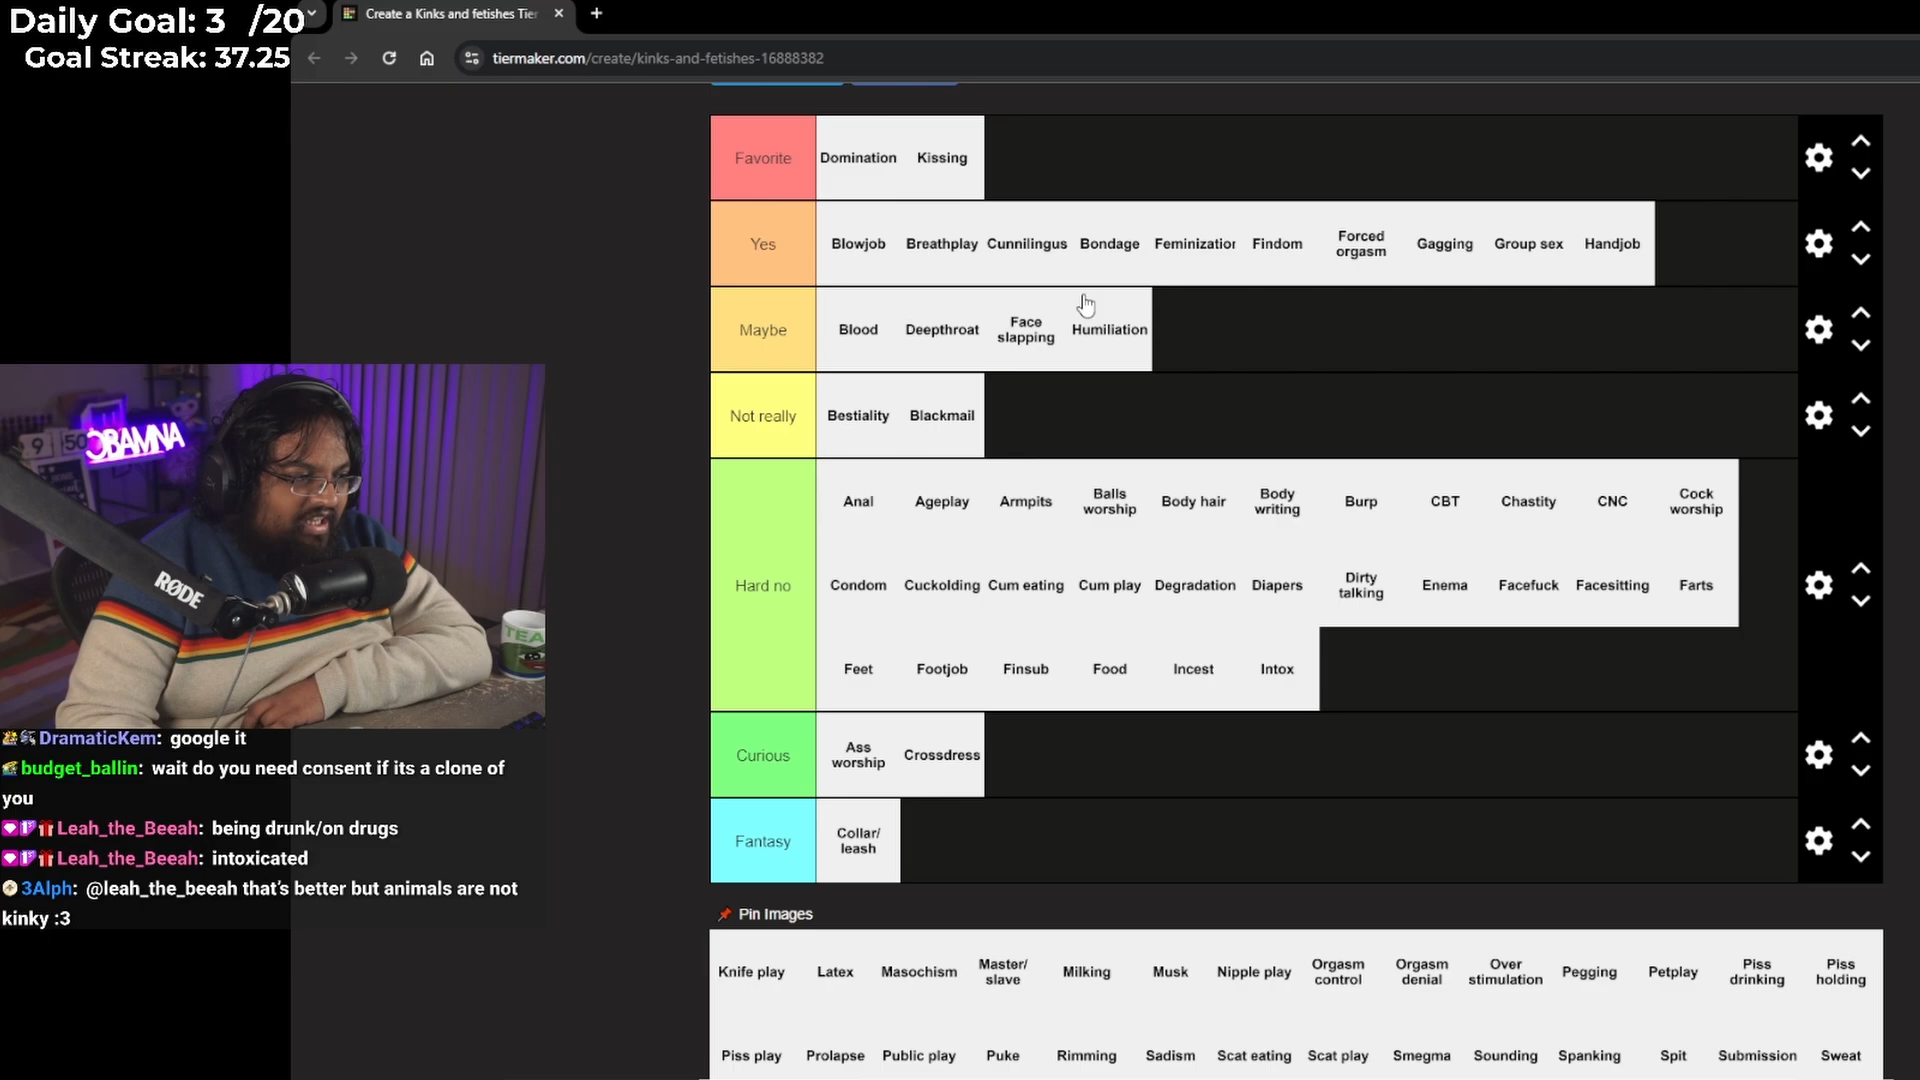 Daily Goal: 3 /20
Goal Streak: 37.25
Create a Kinks and fetishes Tier
tiermaker.com/create/kinks-and-fetishes-16888382
Favorite
Domination
Kissing
Yes
Blowjob
Breathplay
Cunnilingus
Bondage
Feminizatior
Findom
Forced
orgasm
Gagging
Group sex
Handjob
Maybe
Blood
Deepthroat
Face
slapping
Humiliation
Not really
Bestiality
Blackmail
Hard no
Anal
Ageplay
Armpits
Balls
worship
Body hair
Body
writing
Burp
CBT
Chastity
CNC
Cock
worship
Condom
Cuckolding
Cum eating
Cum play
Degradation
Diapers
Dirty
talking
Enema
Facefuck
Facesitting
Farts
Feet
Footjob
Finsub
Food
Incest
Intox
Curious
Ass
worship
Crossdress
Fantasy
Collar/
leash
Pin Images
Knife play
Latex
Masochism
Master/
slave
Milking
Musk
Nipple play
Orgasm
control
Orgasm
denial
Over
stimulation
Pegging
Petplay
Piss
drinking
Piss
holding
Piss play
Prolapse
Public play
Puke
Rimming
Sadism
Scat eating
Scat play
Smegma
Sounding
Spanking
Spit
Submission
Sweat
9 50
OBAMNA
RØDE
TEA
DramaticKem: google it
budget_ballin: wait do you need consent if its a clone of
you
Leah_the_Beeah: being drunk/on drugs
Leah_the_Beeah: intoxicated
3Alph: @leah_the_beeah that's better but animals are not
kinky :3